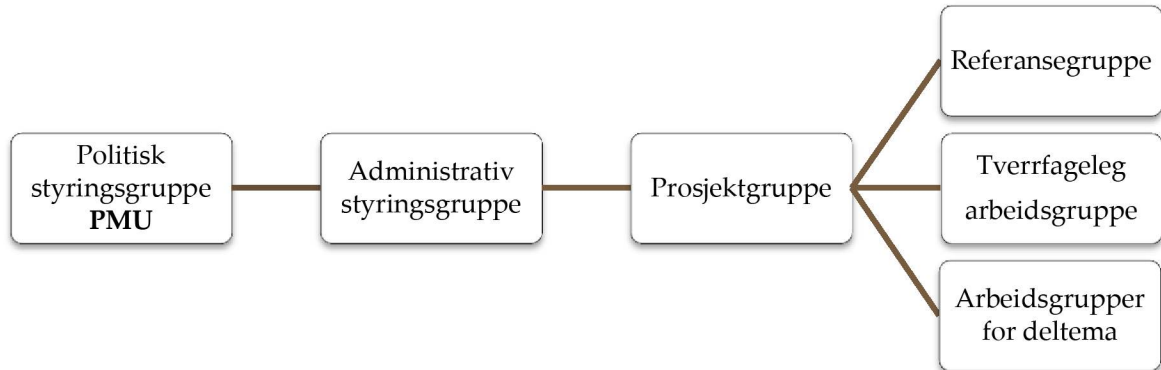 Politisk
styringsgruppe
PMU
Administrativ
styringsgruppe
Prosjektgruppe
Referansegruppe
Tverrfageleg
arbeidsgruppe
Arbeidsgrupper
for deltema